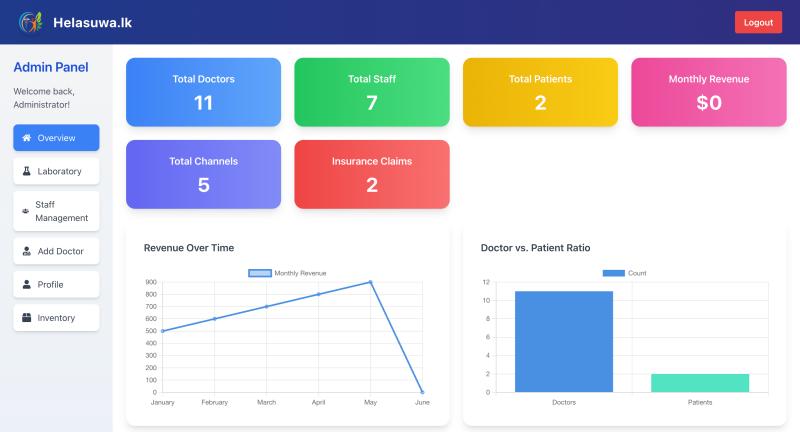 Helasuwa.lk
Logout
Admin Panel
Welcome back,
Administrator!
Overview
Laboratory
Staff
Management
Add Doctor
Profile
Inventory
Total Doctors
11
Total Staff
7
Total Patients
2
Monthly Revenue
$0
Total Channels
5
Insurance Claims
2
Revenue Over Time
Monthly Revenue
900
800
700
600
500
400
300
200
100
0
January February March April May June
Doctor vs. Patient Ratio
Count
12
10
8
6
4
2
0
Doctors Patients